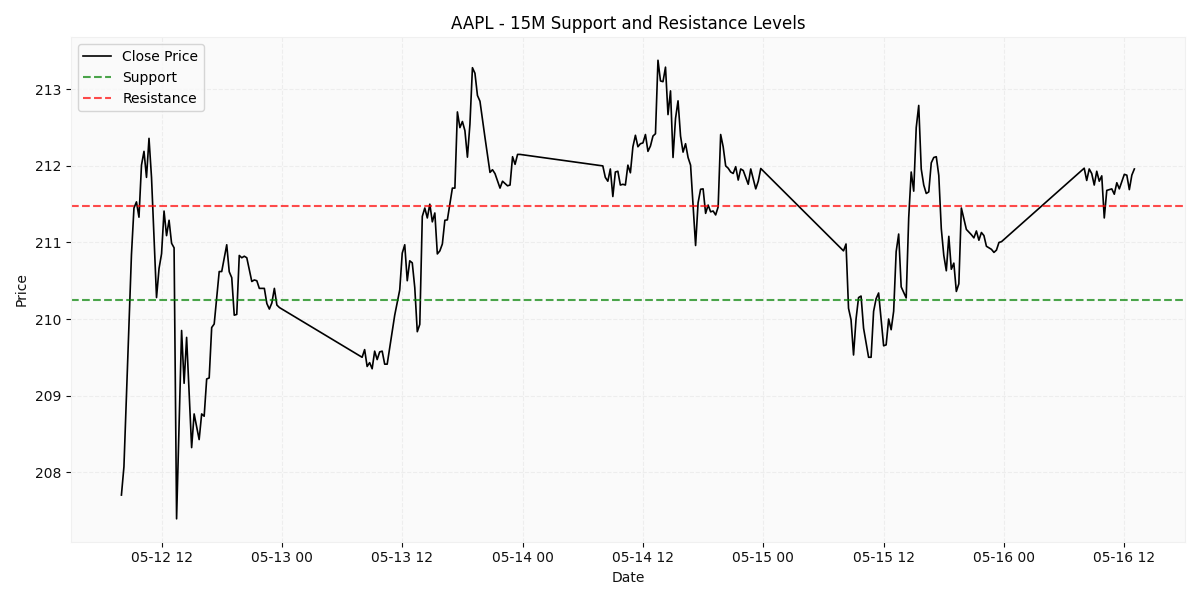 AAPL - 15M Support and Resistance Levels
Close Price
Support
Resistance
Price
213
212
211
210
209
208
05-12 12
05-13 00
05-13 12
05-14 00
05-14 12
05-15 00
05-15 12
05-16 00
05-16 12
Date